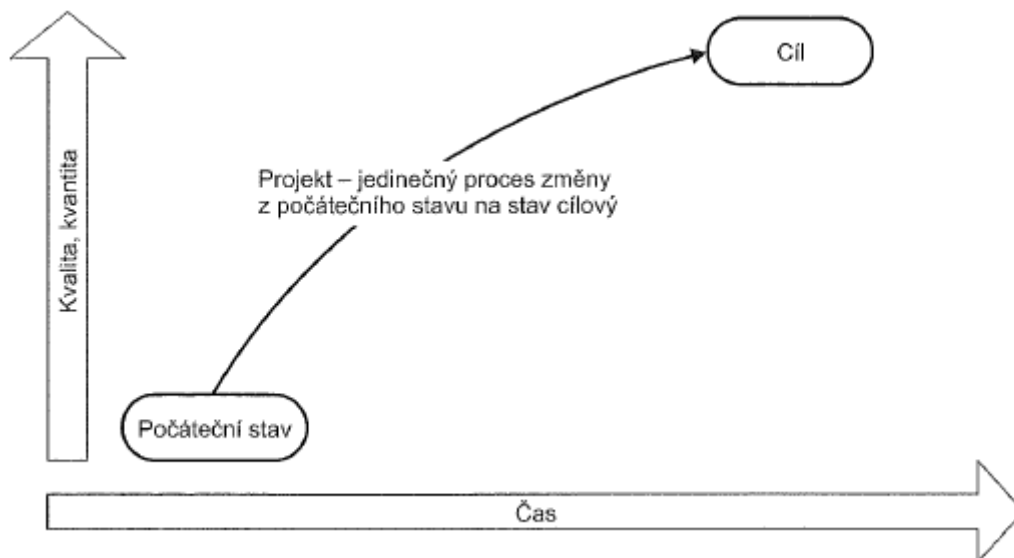 Cíl
Projekt – jedinečný proces změny
z počátečního stavu na stav cílový
Kvalita, kvantita
Počáteční stav
Čas